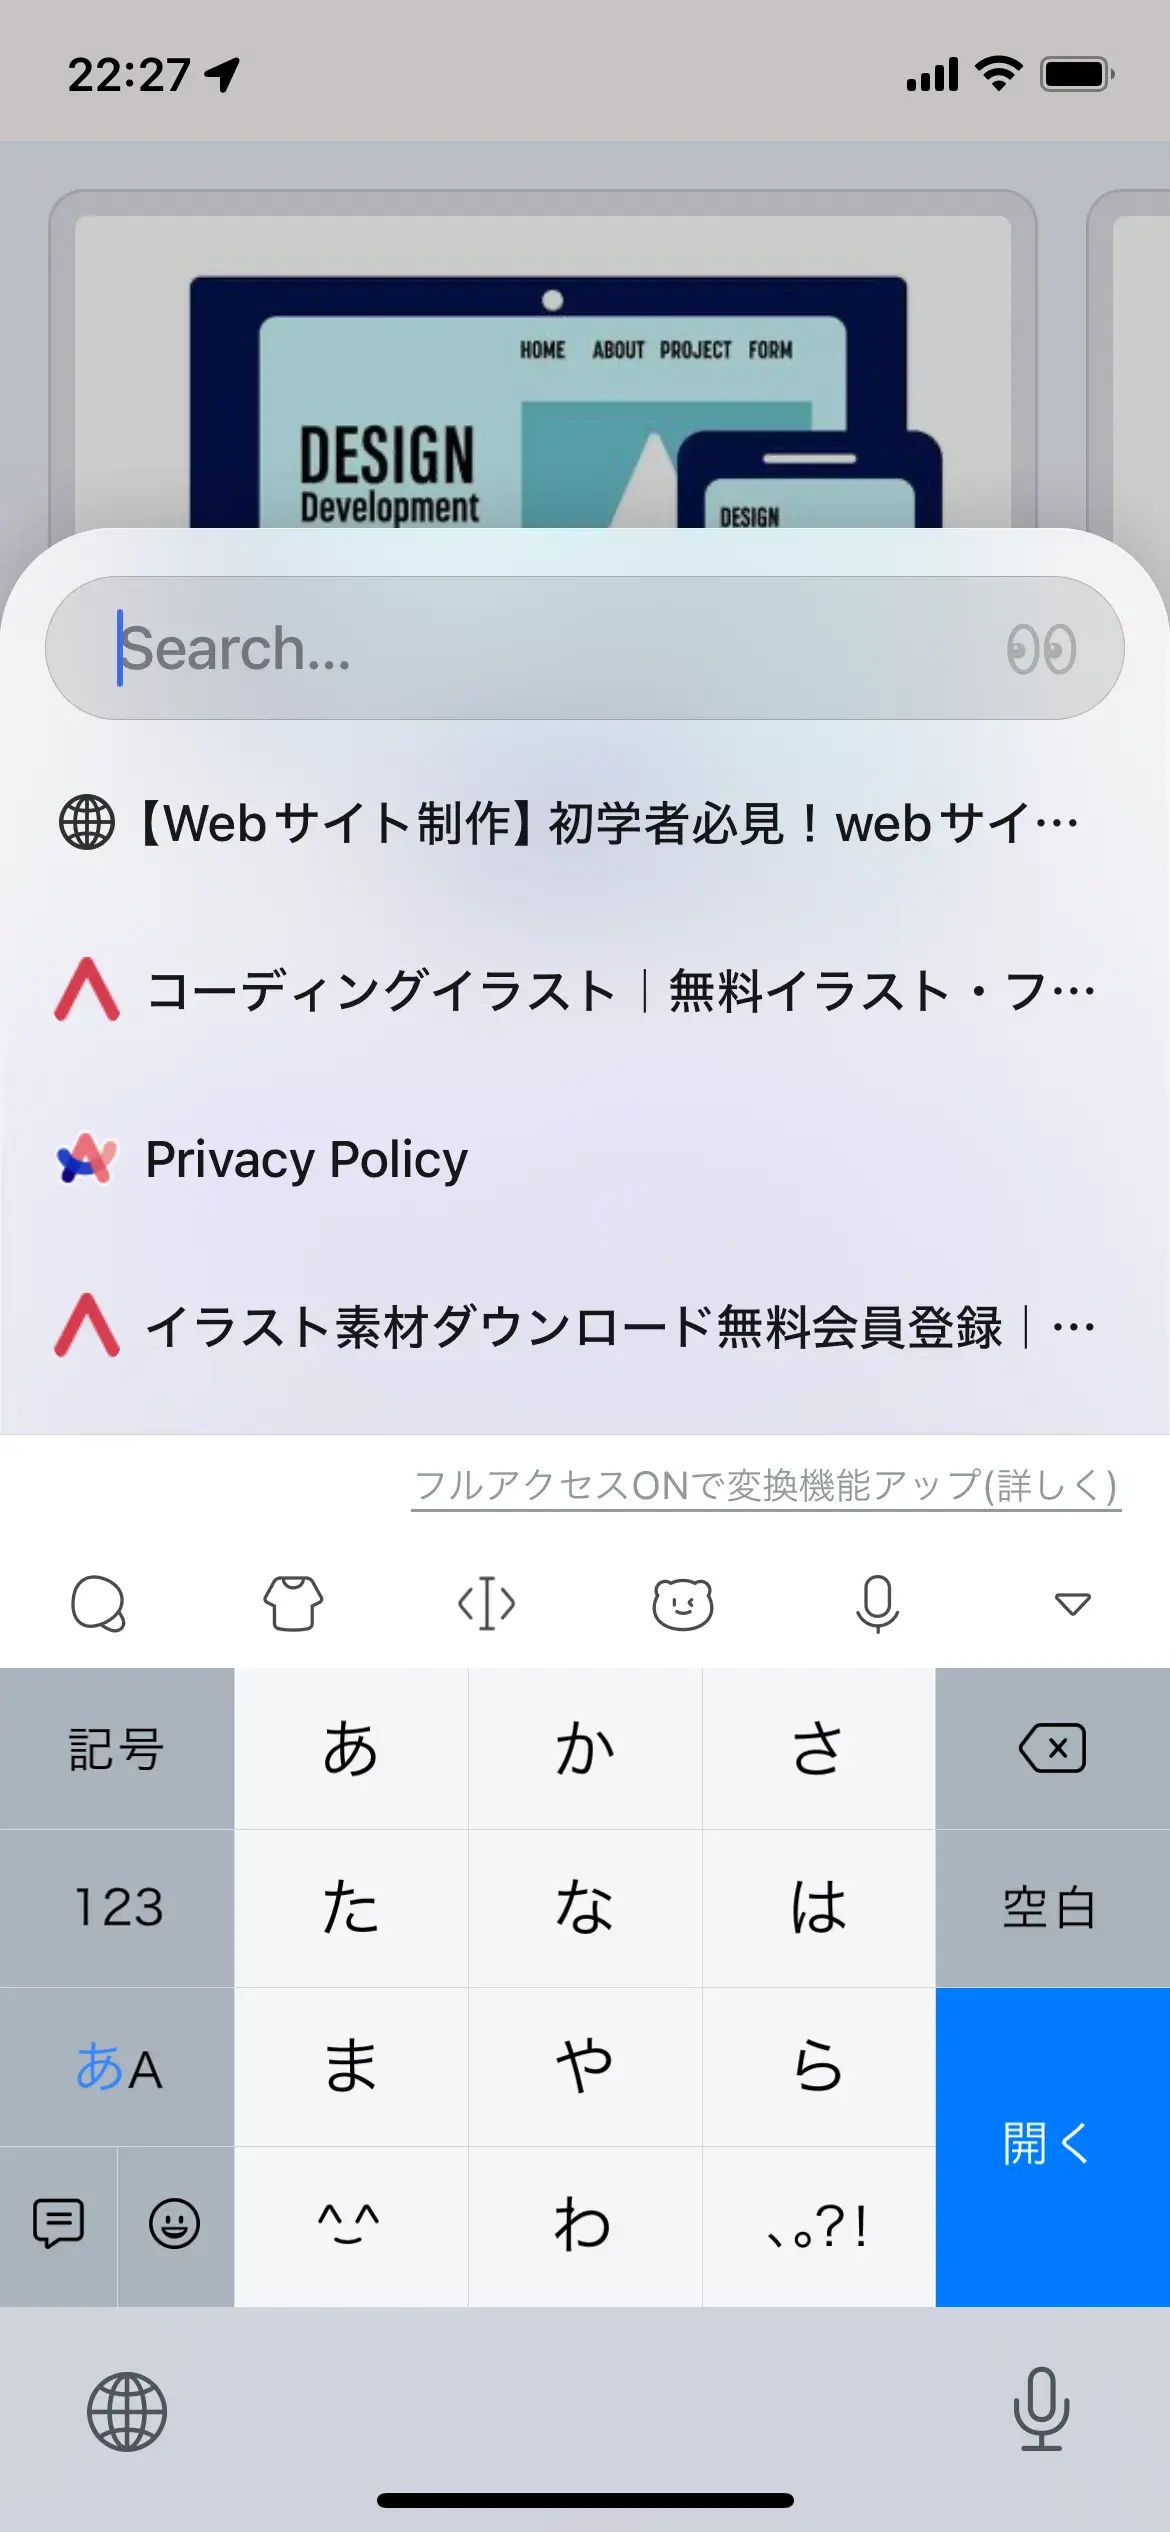 22:27
HOME ABOUT PROJECT FORM
DESIGN
Development
DESIGN
Search...
【Webサイト制作】初学者必見！webサイ…
コーディングイラスト｜無料イラスト・フ…
Privacy Policy
イラスト素材ダウンロード無料会員登録｜…
フルアクセスONで変換機能アップ(詳しく)
記号 あ か さ
123 た な は 空白
あA ま や ら
開く
^_^ わ 、。?!